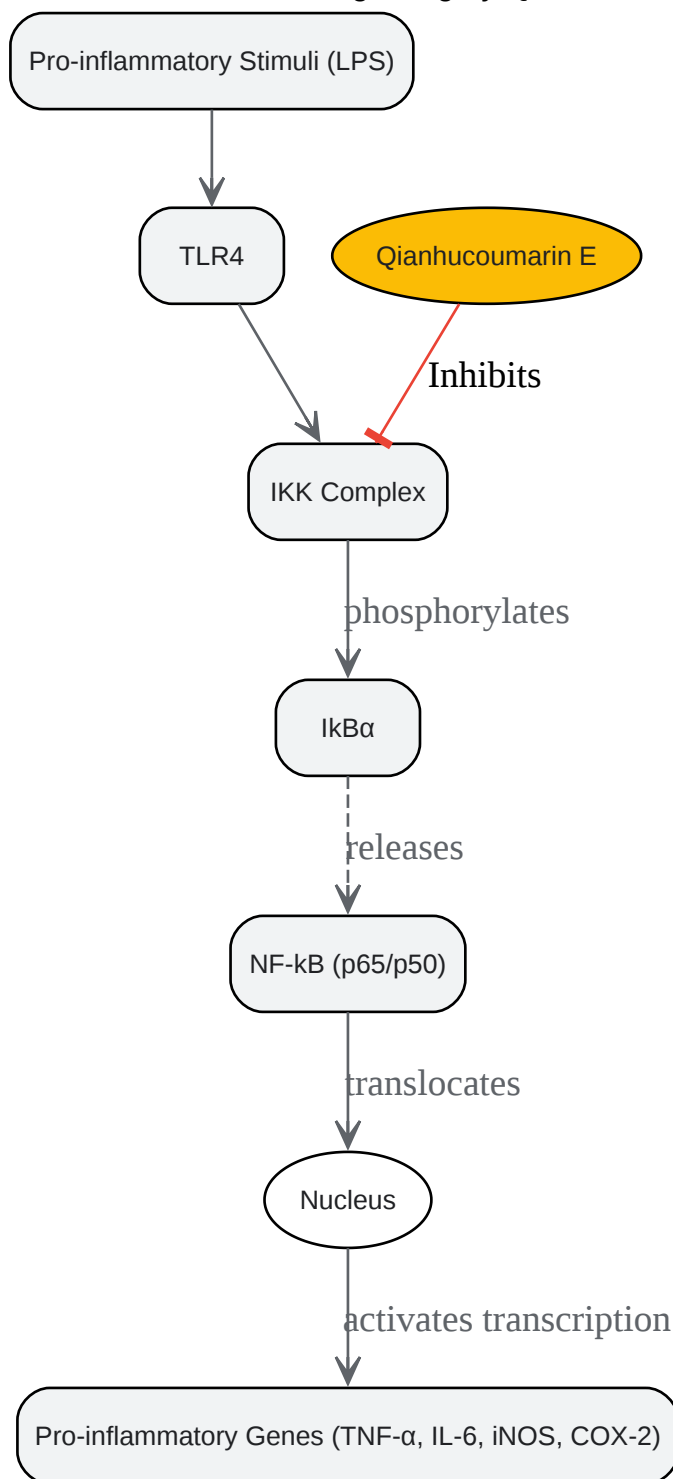 Pro-inflammatory Stimuli (LPS)
TLR4
Qianhucoumarin E
Inhibits
IKK Complex
phosphorylates
IkBα
releases
NF-kB (p65/p50)
translocates
Nucleus
activates transcription
Pro-inflammatory Genes (TNF-α, IL-6, iNOS, COX-2)